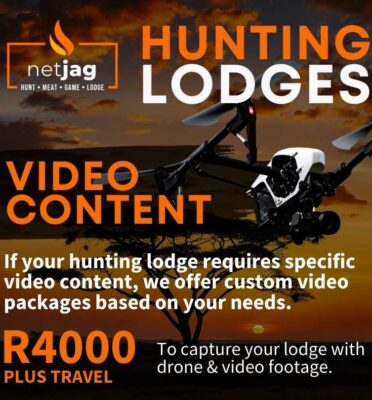 HUNTING
LODGES
netjag
HUNT • MEAT • GAME • LODGE
VIDEO
CONTENT
If your hunting lodge requires specific
video content, we offer custom video
packages based on your needs.
R4000
PLUS TRAVEL
To capture your lodge with
drone & video footage.